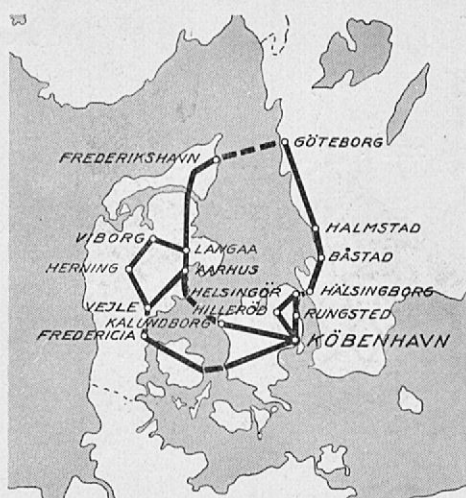 GÖTEBORG
FREDERIKSHAVN
HALMSTAD
VIBORG
LANGAA
BÅSTAD
HERNING
AARHUS
HELSINGÖR
HÄLSINGBORG
VEJLE
HILLERÖD
RUNGSTED
KALUNDBORG
FREDERICIA
KÖBENHAVN